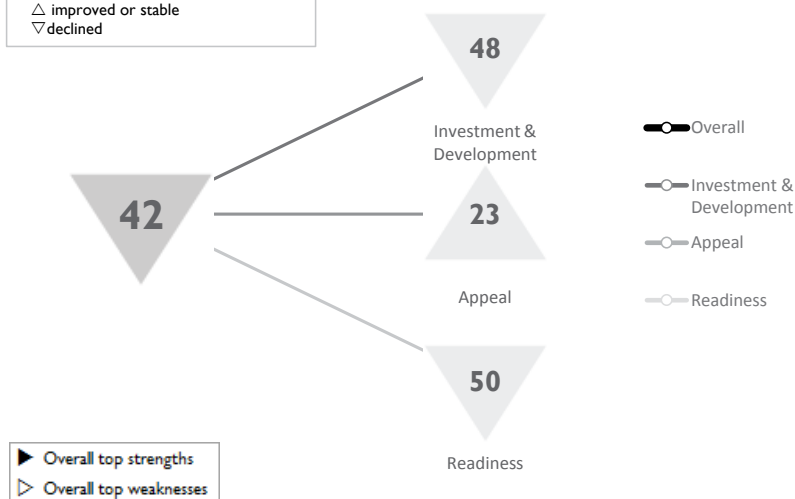 △ improved or stable
▽ declined
48
Investment &
Development
42
23
Appeal
50
Readiness
Overall
Investment &
Development
Appeal
Readiness
▶ Overall top strengths
▷ Overall top weaknesses